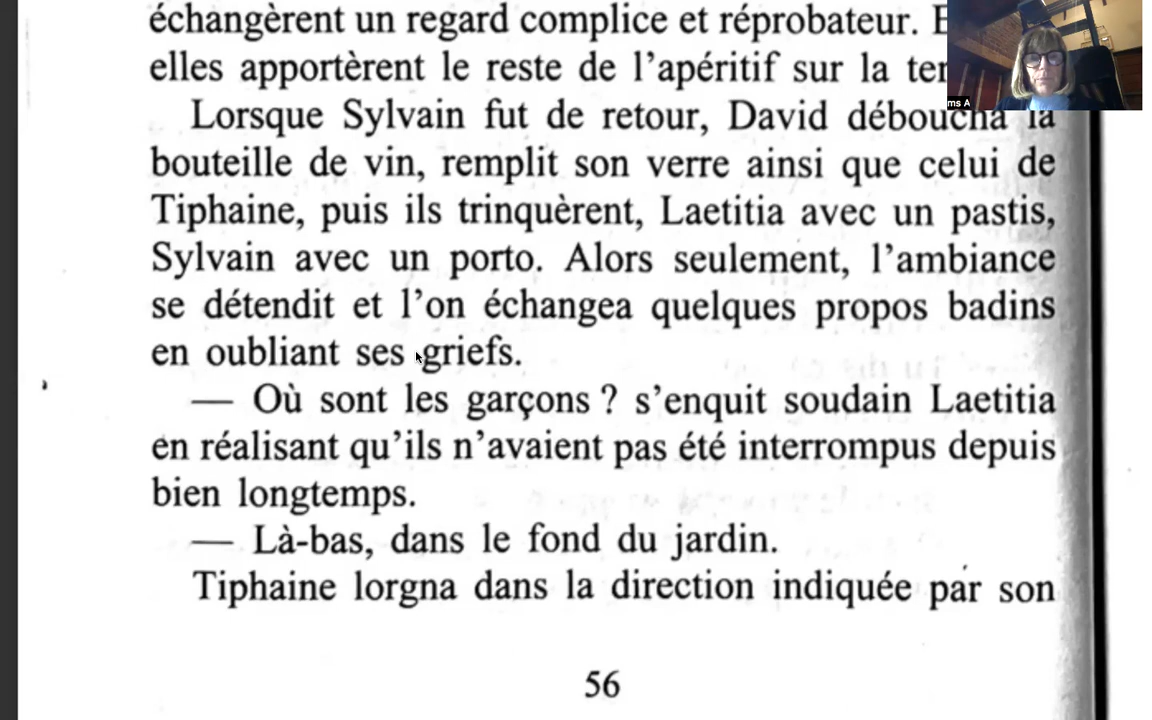 échangèrent un regard complice et réprobateur. E
elles apportèrent le reste de l'apéritif sur la ter
ms A
Lorsque Sylvain fut de retour, David déboucha la
bouteille de vin, remplit son verre ainsi que celui de
Tiphaine, puis ils trinquèrent, Laetitia avec un pastis,
Sylvain avec un porto. Alors seulement, l'ambiance
se détendit et l'on échangea quelques propos badins
en oubliant ses griefs.
— Où sont les garçons ? s'enquit soudain Laetitia
en réalisant qu'ils n'avaient pas été interrompus depuis
bien longtemps.
— Là-bas, dans le fond du jardin.
Tiphaine lorgna dans la direction indiquée par son
56